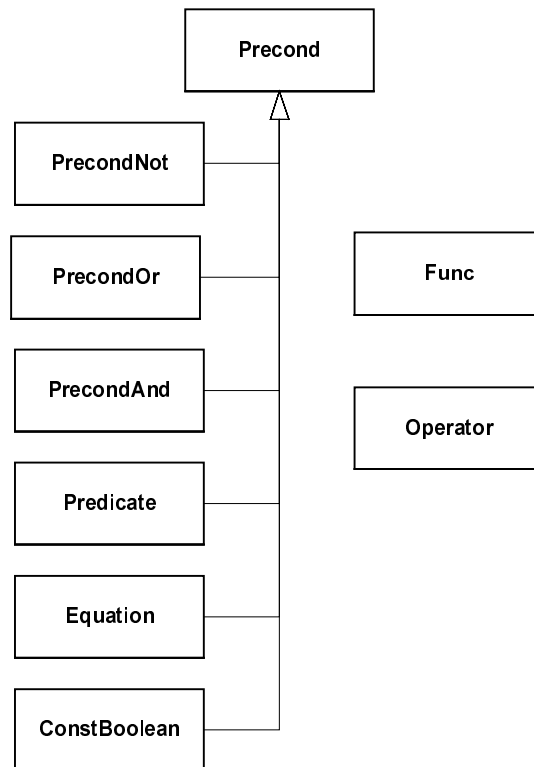 Precond
PrecondNot
PrecondOr
Func
PrecondAnd
Operator
Predicate
Equation
ConstBoolean